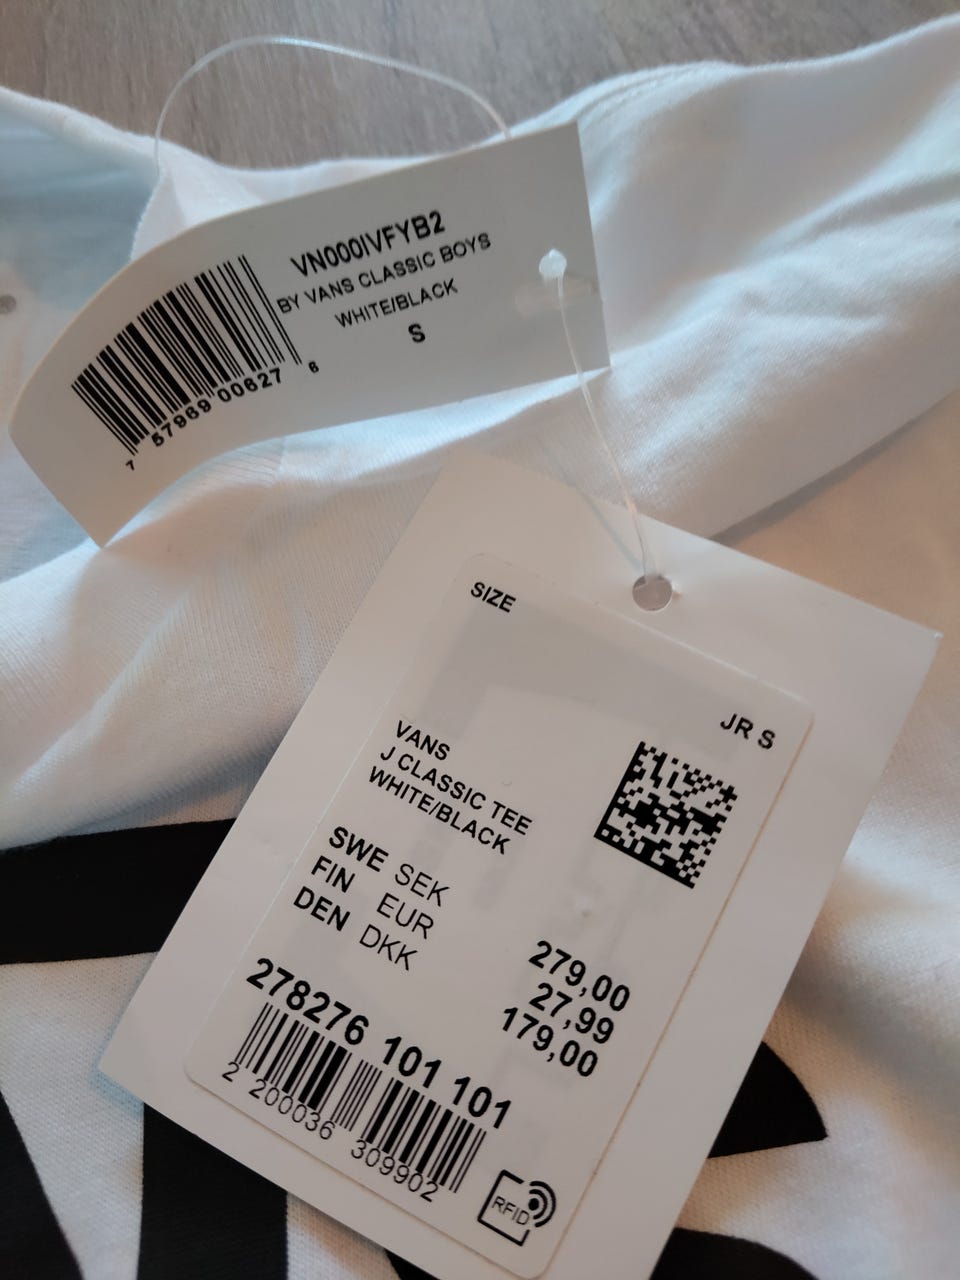 VN000IVFYB2
BY VANS CLASSIC BOYS
WHITE/BLACK
S
7 57969 00627 6
SIZE
JR S
VANS
J CLASSIC TEE
WHITE/BLACK
SWE SEK 279,00
FIN EUR 27,99
DEN DKK 179,00
278276 101 101
2 200036 309902
RFID